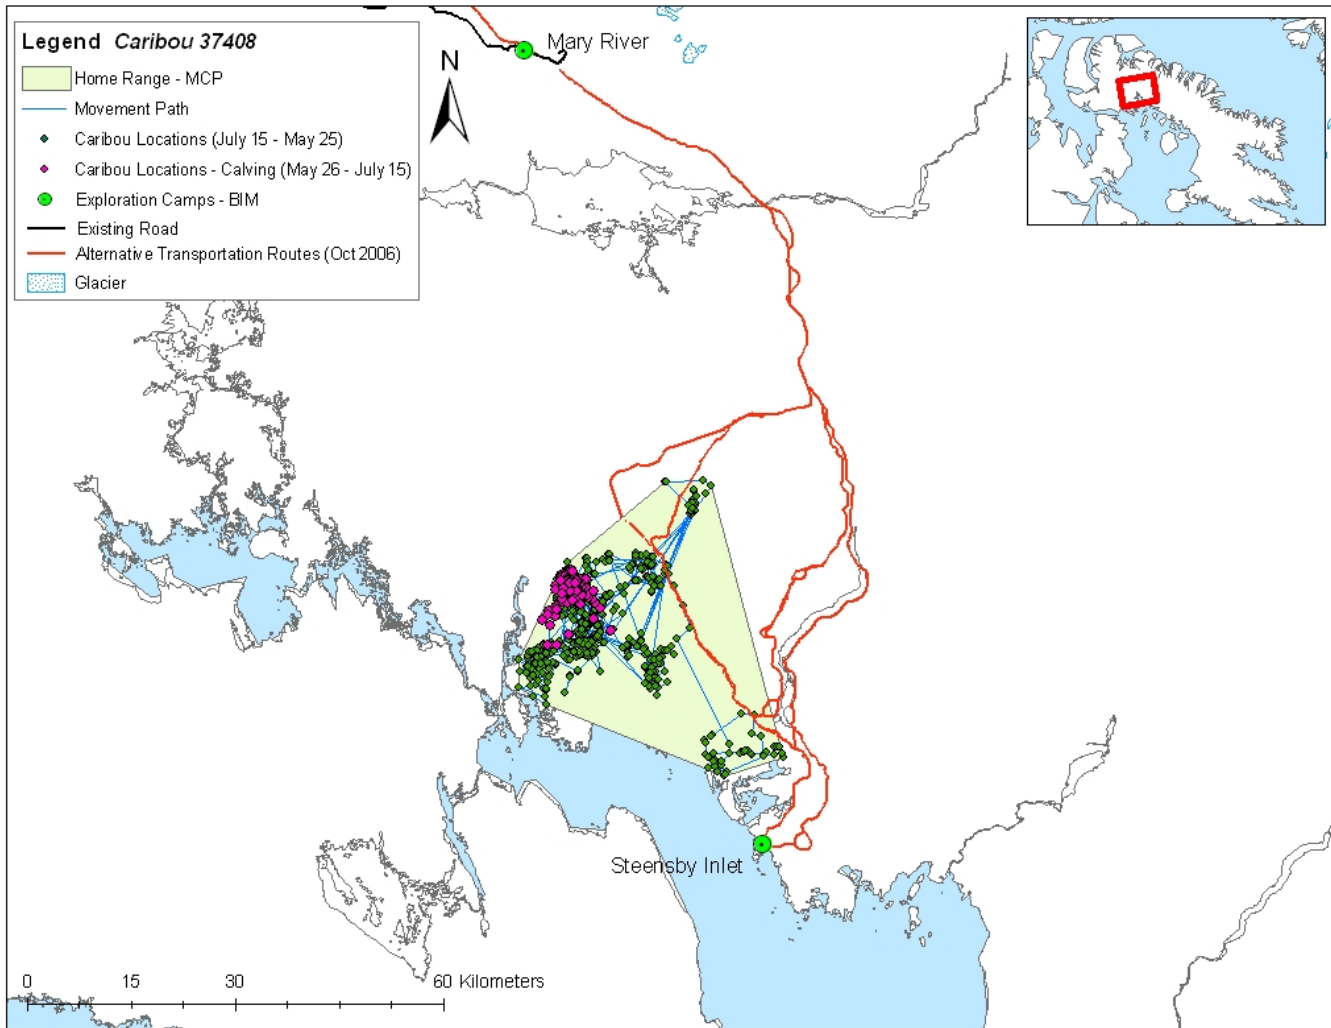 Legend Caribou 37408
Home Range - MCP
Movement Path
Caribou Locations (July 15 - May 25)
Caribou Locations - Calving (May 26 - July 15)
Exploration Camps - BIM
Existing Road
Alternative Transportation Routes (Oct 2006)
Glacier
N
Mary River
Steensby Inlet
0 15 30 60 Kilometers